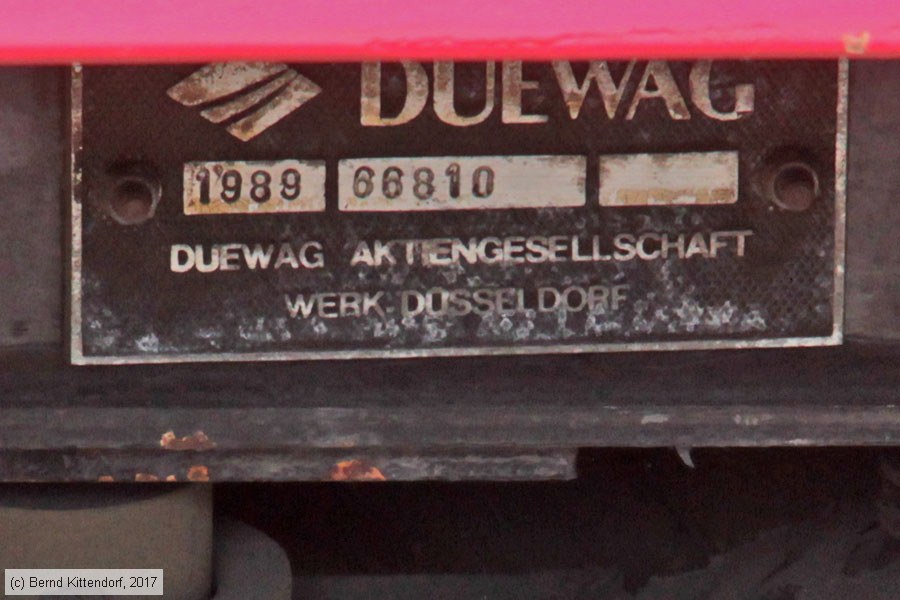 DUEWAG
1989 66810
DUEWAG AKTIENGESELLSCHAFT
WERK DÜSSELDORF
(c) Bernd Kittendorf, 2017